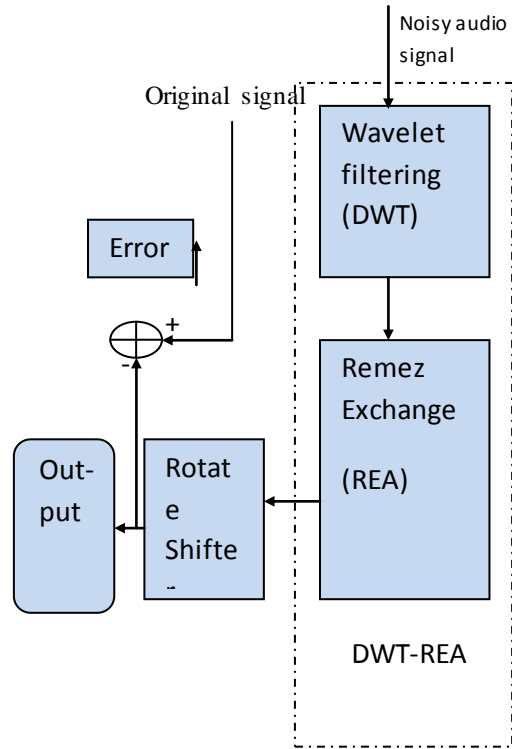 Noisy audio
signal
Original signal
Wavelet
filtering
(DWT)
Error
+
-
Remez
Exchange
(REA)
Out-
put
Rotat
e
Shifte
DWT-REA